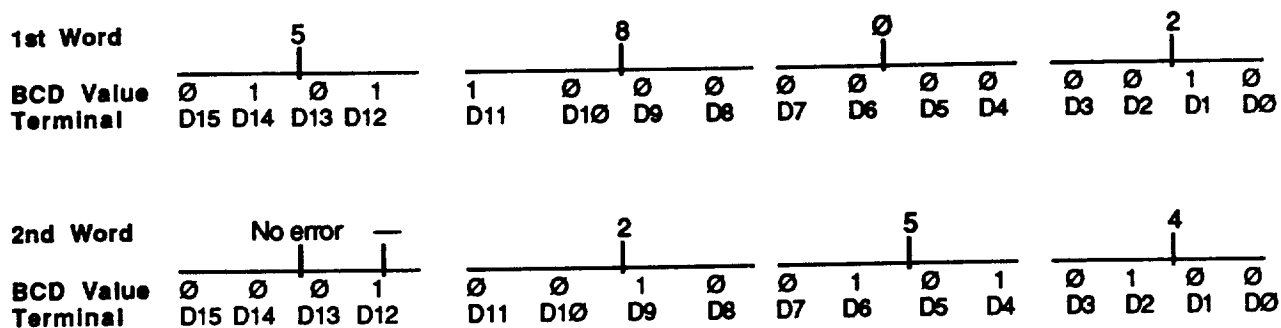 1st Word 5 8 Ø 2
BCD Value Ø 1 Ø 1 1 Ø Ø Ø Ø Ø Ø Ø Ø Ø 1 Ø
Terminal D15 D14 D13 D12 D11 D1Ø D9 D8 D7 D6 D5 D4 D3 D2 D1 DØ
2nd Word No error — 2 5 4
BCD Value Ø Ø Ø 1 Ø Ø 1 Ø Ø 1 Ø 1 Ø 1 Ø Ø
Terminal D15 D14 D13 D12 D11 D1Ø D9 D8 D7 D6 D5 D4 D3 D2 D1 DØ